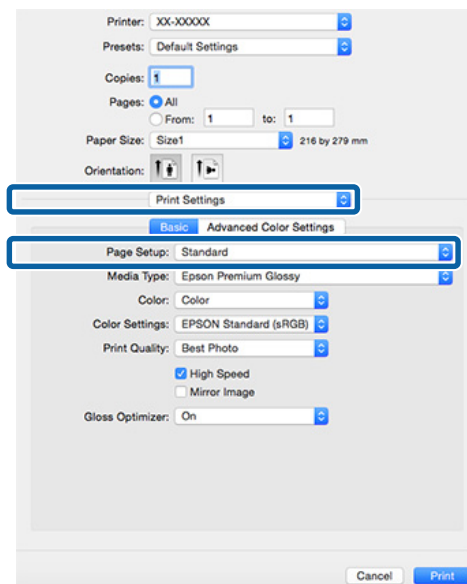 Printer: XX-XXXXX
Presets: Default Settings
Copies: 1
Pages: All
From: 1 to: 1
Paper Size: Size1 216 by 279 mm
Orientation:
Print Settings
Basic Advanced Color Settings
Page Setup: Standard
Media Type: Epson Premium Glossy
Color: Color
Color Settings: EPSON Standard (sRGB)
Print Quality: Best Photo
High Speed
Mirror Image
Gloss Optimizer: On
Cancel Print